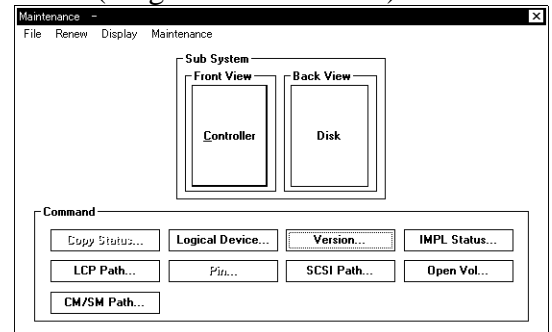 Maintenance -
File Renew Display Maintenance
Sub System
Front View Back View
Controller Disk
Command
Copy Status... Logical Device... Version... IMPL Status...
LCP Path... Pin... SCSI Path... Open Vol...
CM/SM Path...